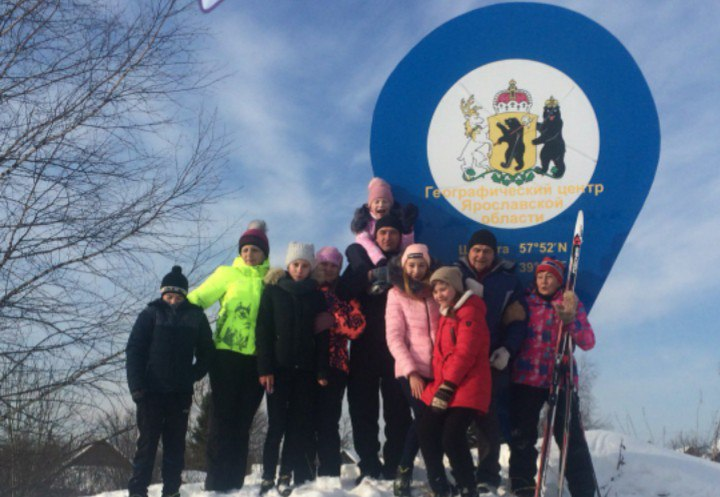 Географический центр
Ярославской
области
57°52'N